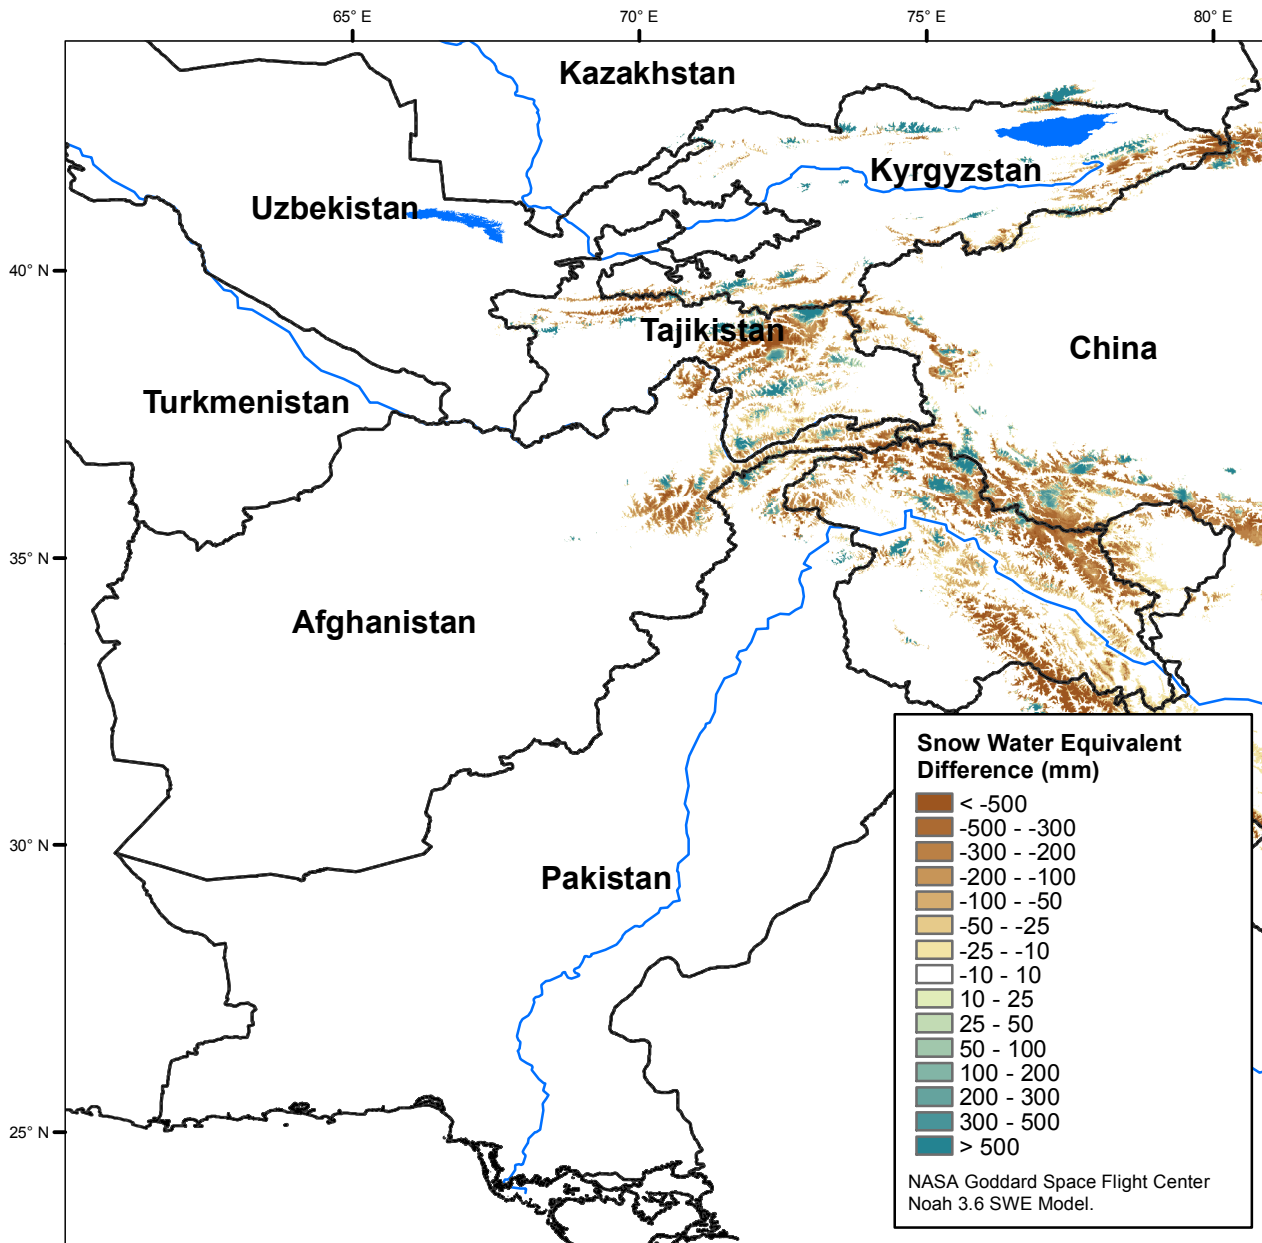 65° E
70° E
75° E
80° E
Kazakhstan
Kyrgyzstan
Uzbekistan
40° N
Tajikistan
China
Turkmenistan
35° N
Afghanistan
30° N
Pakistan
25° N
Snow Water Equivalent
Difference (mm)
< -500
-500 - -300
-300 - -200
-200 - -100
-100 - -50
-50 - -25
-25 - -10
-10 - 10
10 - 25
25 - 50
50 - 100
100 - 200
200 - 300
300 - 500
> 500
NASA Goddard Space Flight Center
Noah 3.6 SWE Model.